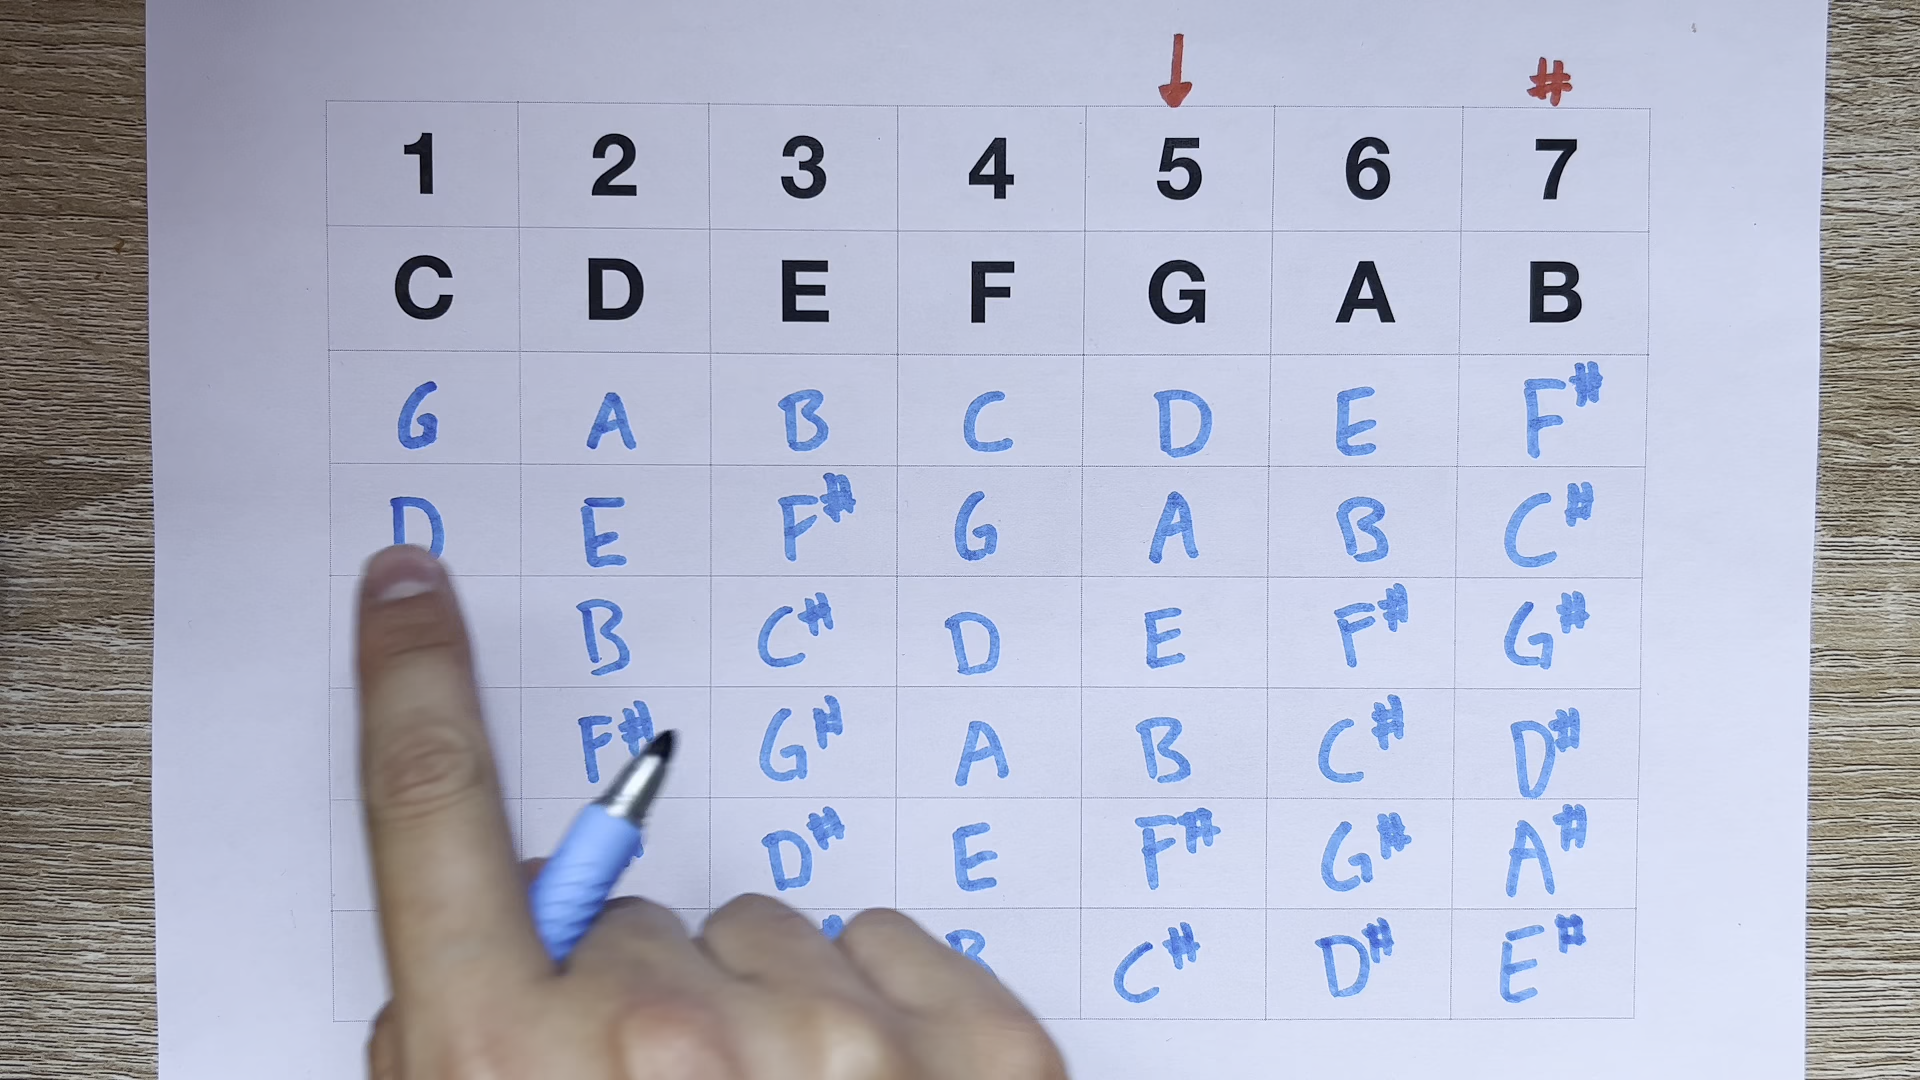 #
1 2 3 4 5 6 7
C D E F G A B
G A B C D E F#
D E F# G A B C#
B C# D E F# G#
F# G# A B C# D#
D# E F# G# A#
B C# D# E#